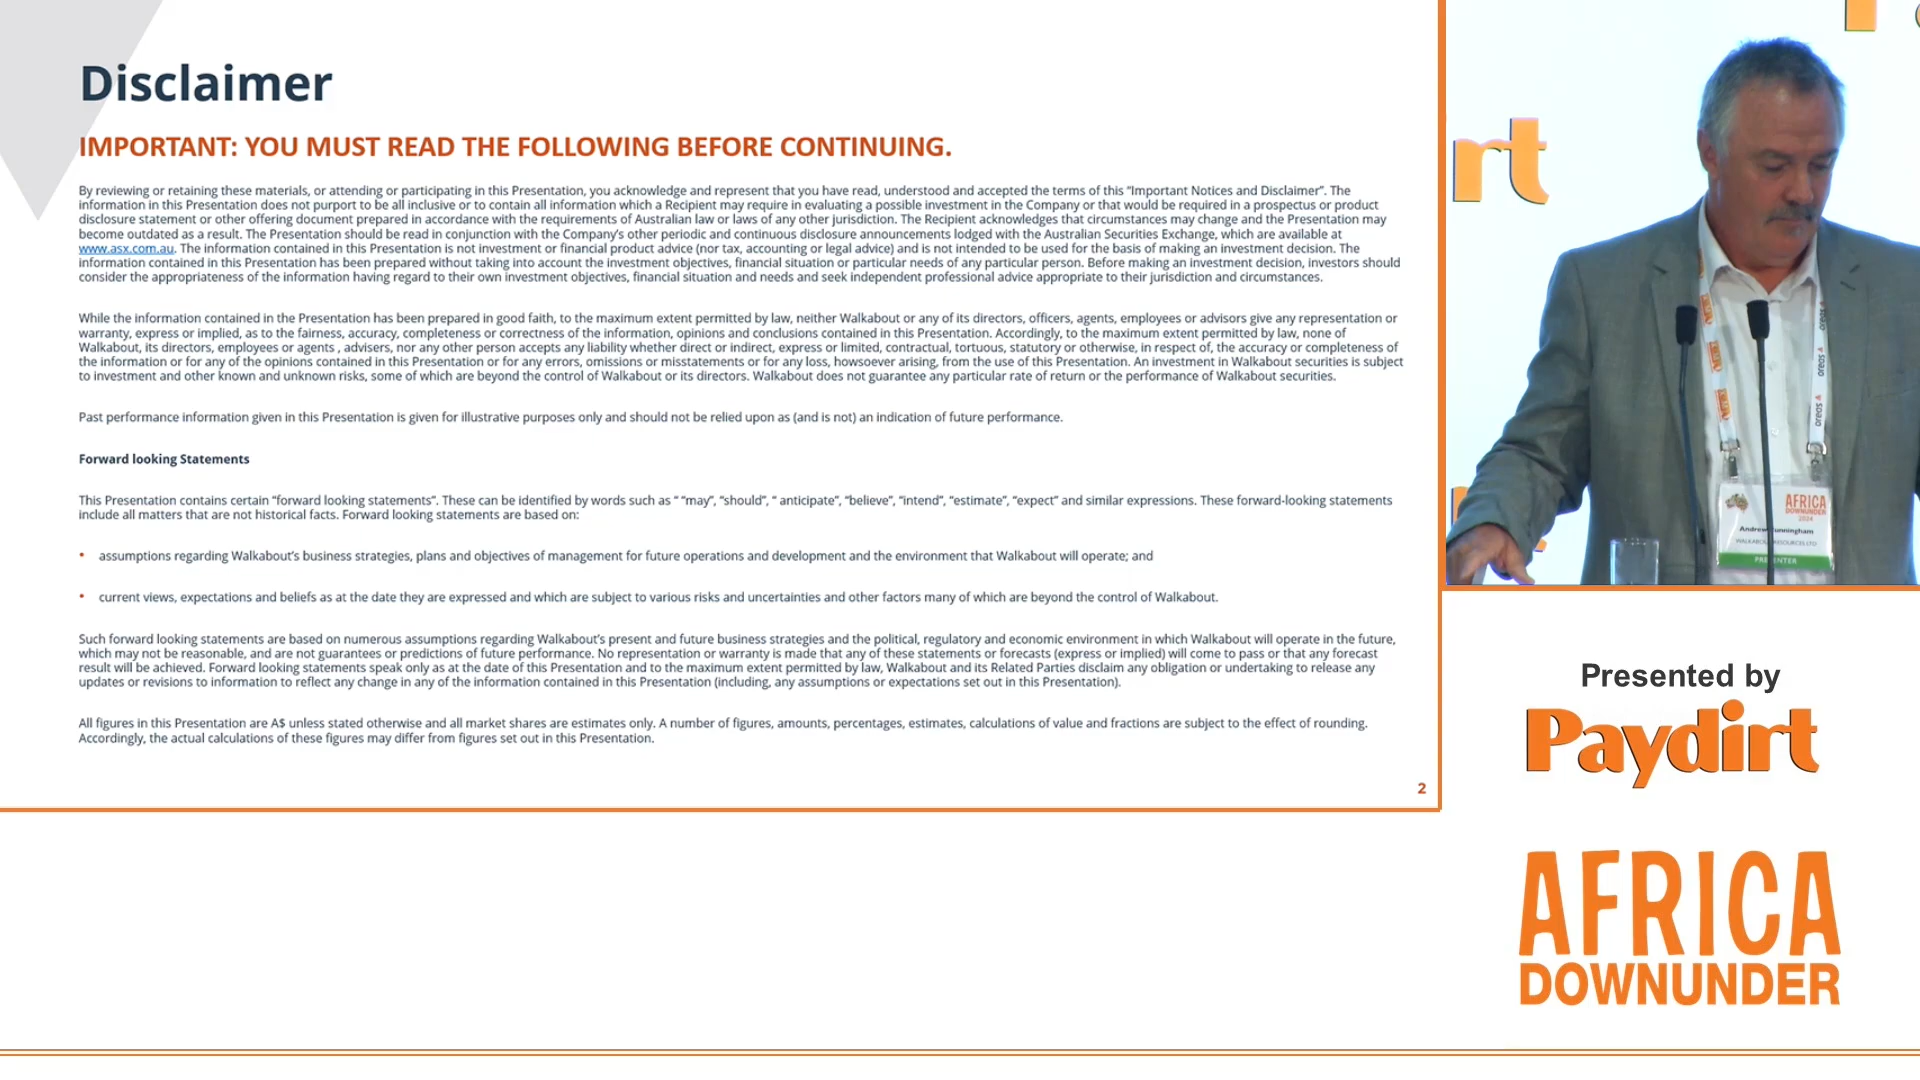 Disclaimer
IMPORTANT: YOU MUST READ THE FOLLOWING BEFORE CONTINUING.
By reviewing or retaining these materials, or attending or participating in this Presentation, you acknowledge and represent that you have read, understood and accepted the terms of this “Important Notices and Disclaimer”. The
information in this Presentation does not purport to be all inclusive or to contain all information which a Recipient may require in evaluating a possible investment in the Company or that would be required in a prospectus or product
disclosure statement or other offering document prepared in accordance with the requirements of Australian law or laws of any other jurisdiction. The Recipient acknowledges that circumstances may change and the Presentation may
become outdated as a result. The Presentation should be read in conjunction with the Company’s other periodic and continuous disclosure announcements lodged with the Australian Securities Exchange, which are available at
www.asx.com.au. The information contained in this Presentation is not investment or financial product advice (nor tax, accounting or legal advice) and is not intended to be used for the basis of making an investment decision. The
information contained in this Presentation has been prepared without taking into account the investment objectives, financial situation or particular needs of any particular person. Before making an investment decision, investors should
consider the appropriateness of the information having regard to their own investment objectives, financial situation and needs and seek independent professional advice appropriate to their jurisdiction and circumstances.
While the information contained in the Presentation has been prepared in good faith, to the maximum extent permitted by law, neither Walkabout or any of its directors, officers, agents, employees or advisors give any representation or
warranty, express or implied, as to the fairness, accuracy, completeness or correctness of the information, opinions and conclusions contained in this Presentation. Accordingly, to the maximum extent permitted by law, none of
Walkabout, its directors, employees or agents , advisers, nor any other person accepts any liability whether direct or indirect, express or limited, contractual, tortuous, statutory or otherwise, in respect of, the accuracy or completeness of
the information or for any of the opinions contained in this Presentation or for any errors, omissions or misstatements or for any loss, howsoever arising, from the use of this Presentation. An investment in Walkabout securities is subject
to investment and other known and unknown risks, some of which are beyond the control of Walkabout or its directors. Walkabout does not guarantee any particular rate of return or the performance of Walkabout securities.
Past performance information given in this Presentation is given for illustrative purposes only and should not be relied upon as (and is not) an indication of future performance.
Forward looking Statements
This Presentation contains certain “forward looking statements”. These can be identified by words such as “ “may”, “should”, “ anticipate”, “believe”, “intend”, “estimate”, “expect” and similar expressions. These forward-looking statements
include all matters that are not historical facts. Forward looking statements are based on:
• assumptions regarding Walkabout’s business strategies, plans and objectives of management for future operations and development and the environment that Walkabout will operate; and
• current views, expectations and beliefs as at the date they are expressed and which are subject to various risks and uncertainties and other factors many of which are beyond the control of Walkabout.
Such forward looking statements are based on numerous assumptions regarding Walkabout’s present and future business strategies and the political, regulatory and economic environment in which Walkabout will operate in the future,
which may not be reasonable, and are not guarantees or predictions of future performance. No representation or warranty is made that any of these statements or forecasts (express or implied) will come to pass or that any forecast
result will be achieved. Forward looking statements speak only as at the date of this Presentation and to the maximum extent permitted by law, Walkabout and its Related Parties disclaim any obligation or undertaking to release any
updates or revisions to information to reflect any change in any of the information contained in this Presentation (including, any assumptions or expectations set out in this Presentation).
All figures in this Presentation are A$ unless stated otherwise and all market shares are estimates only. A number of figures, amounts, percentages, estimates, calculations of value and fractions are subject to the effect of rounding.
Accordingly, the actual calculations of these figures may differ from figures set out in this Presentation.
2
rt
oreas
oreas
AFRICA
DOWNUNDER
2024
PRESENTER
Presented by
Paydirt
AFRICA
DOWNUNDER